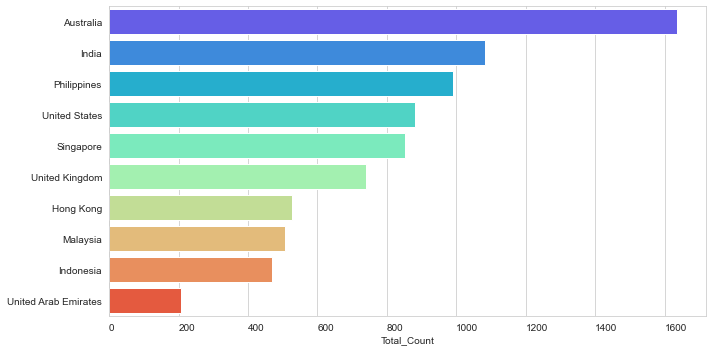 Australia
India
Philippines
United States
Singapore
United Kingdom
Hong Kong
Malaysia
Indonesia
United Arab Emirates
0 200 400 600 800 1000 1200 1400 1600
Total_Count